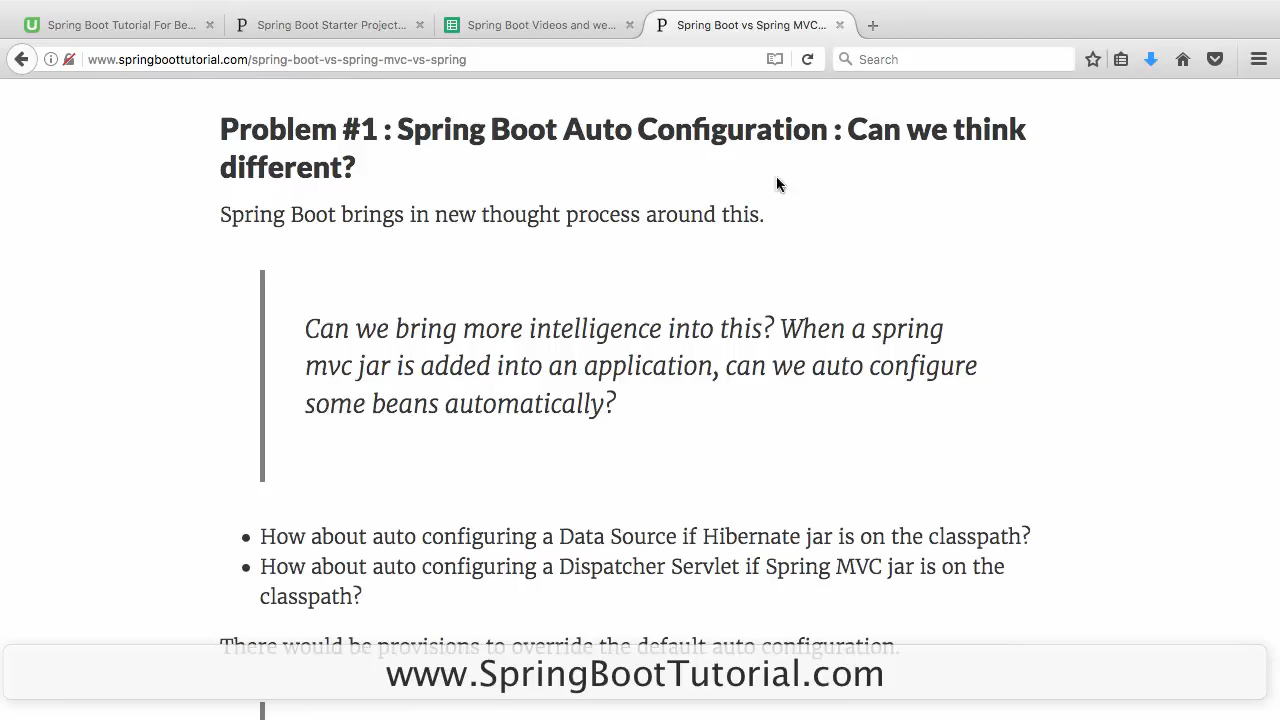 Spring Boot Tutorial For Be...
Spring Boot Starter Project...
Spring Boot Videos and we...
Spring Boot vs Spring MVC...
www.springboottutorial.com/spring-boot-vs-spring-mvc-vs-spring
Search
Problem #1 : Spring Boot Auto Configuration : Can we think
different?
Spring Boot brings in new thought process around this.
Can we bring more intelligence into this? When a spring
mvc jar is added into an application, can we auto configure
some beans automatically?
• How about auto configuring a Data Source if Hibernate jar is on the classpath?
• How about auto configuring a Dispatcher Servlet if Spring MVC jar is on the
classpath?
There would be provisions to override the default auto configuration.
www.SpringBootTutorial.com